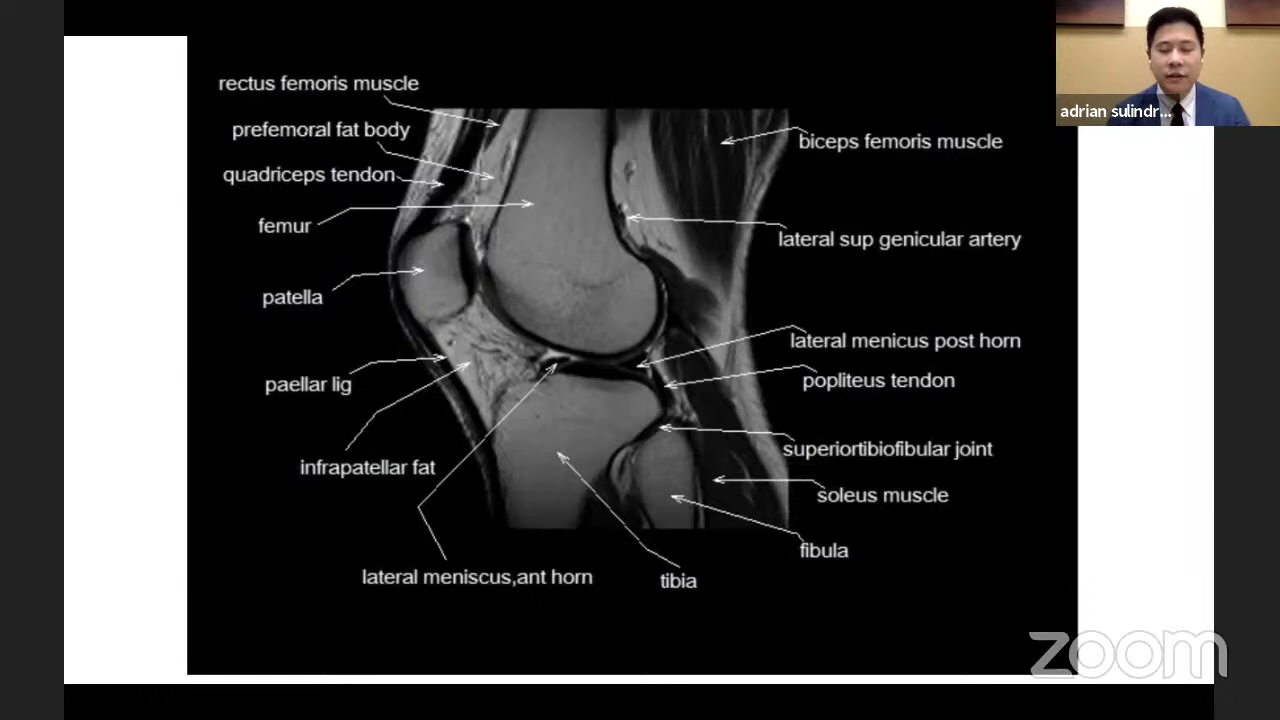 adrian sulindr...
rectus femoris muscle
prefemoral fat body
quadriceps tendon
femur
patella
paellar lig
infrapatellar fat
lateral meniscus,ant horn
tibia
biceps femoris muscle
lateral sup genicular artery
lateral menicus post horn
popliteus tendon
superiortibiofibular joint
soleus muscle
fibula
zoom